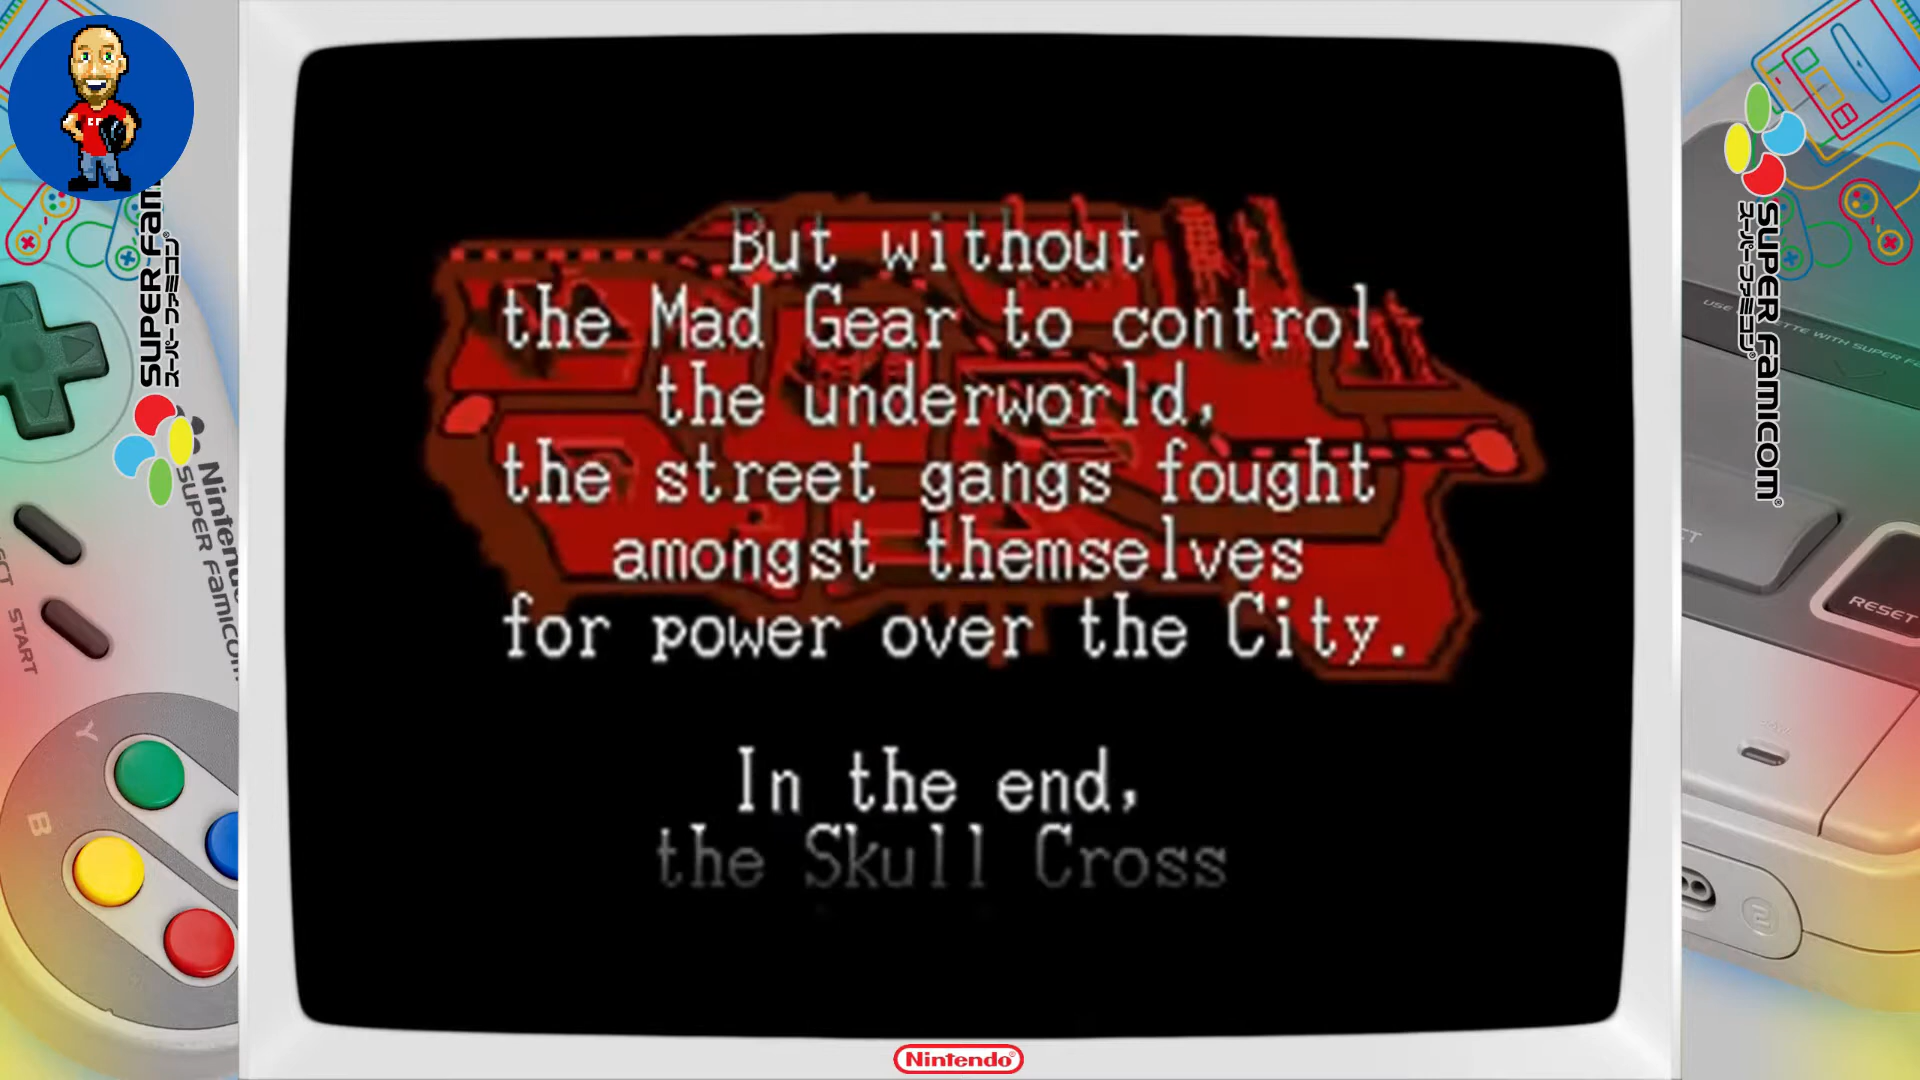 But without
the Mad Gear to control
the underworld,
the street gangs fought
amongst themselves
for power over the City.
In the end,
the Skull Cross
Nintendo®
SUPER Fam
スーパーファミコン®
Nintendo
SUPER FAMICOM
START
Y
B
SUPER FAMICOM®
スーパーファミコン®
RESET
2